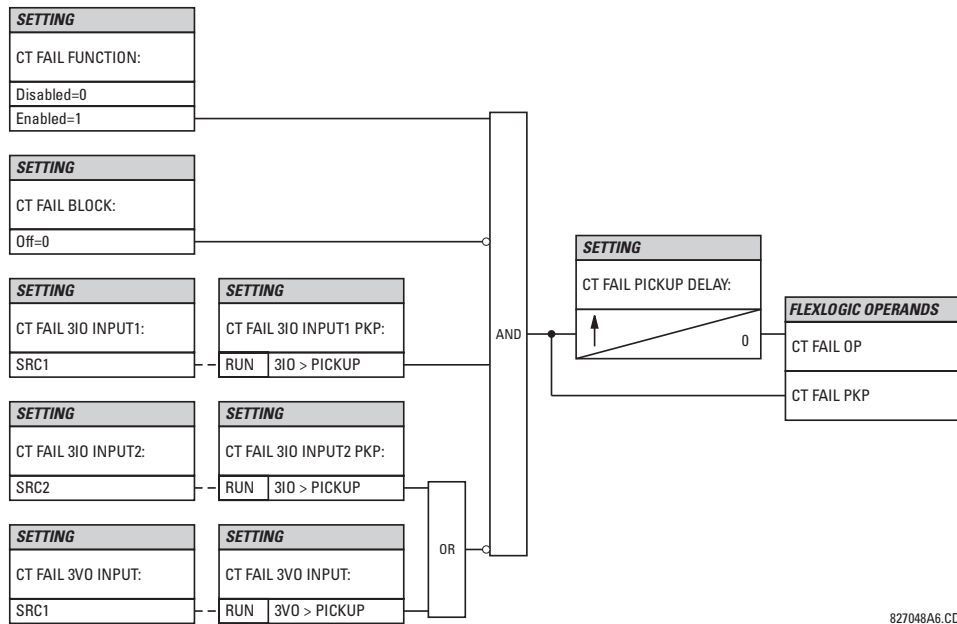 SETTING
CT FAIL FUNCTION:
Disabled=0
Enabled=1
SETTING
CT FAIL BLOCK:
Off=0
SETTING
CT FAIL 3IO INPUT1:
SRC1
SETTING
CT FAIL 3IO INPUT1 PKP:
RUN 3IO > PICKUP
SETTING
CT FAIL 3IO INPUT2:
SRC2
SETTING
CT FAIL 3IO INPUT2 PKP:
RUN 3IO > PICKUP
SETTING
CT FAIL 3VO INPUT:
SRC1
SETTING
CT FAIL 3VO INPUT:
RUN 3VO > PICKUP
OR
AND
SETTING
CT FAIL PICKUP DELAY:
0
FLEXLOGIC OPERANDS
CT FAIL OP
CT FAIL PKP
827048A6.CD